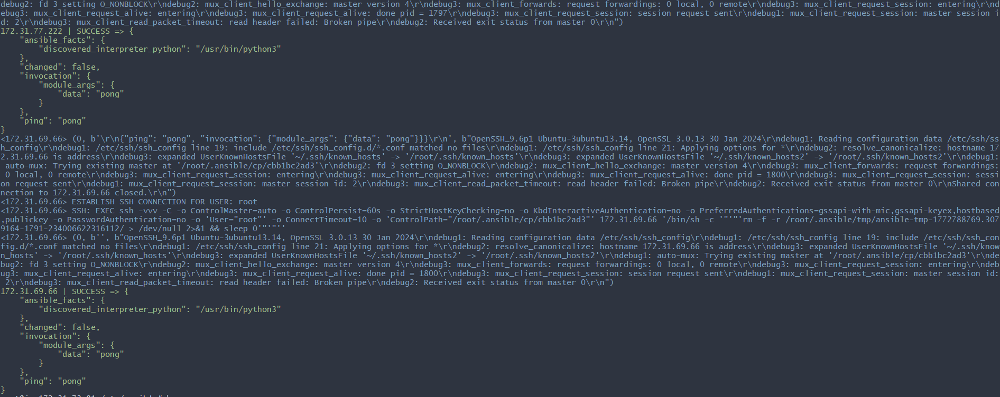 debug2: fd 3 setting O_NONBLOCK\r\ndebug2: mux_client_hello_exchange: master version 4\r\ndebug3: mux_client_forwards: request forwardings: 0 local, 0 remote\r\ndebug3: mux_client_request_session: entering\r\nd
ebug3: mux_client_request_alive: entering\r\ndebug3: mux_client_request_alive: done pid = 1797\r\ndebug3: mux_client_request_session: session request sent\r\ndebug1: mux_client_request_session: master session i
d: 2\r\ndebug3: mux_client_read_packet_timeout: read header failed: Broken pipe\r\ndebug2: Received exit status from master 0\r\n")
172.31.77.222 | SUCCESS => {
    "ansible_facts": {
        "discovered_interpreter_python": "/usr/bin/python3"
    },
    "changed": false,
    "invocation": {
        "module_args": {
            "data": "pong"
        }
    },
    "ping": "pong"
}
<172.31.69.66> (0, b'\r\n{"ping": "pong", "invocation": {"module_args": {"data": "pong"}}}\r\n', b"OpenSSH_9.6p1 Ubuntu-3ubuntu13.14, OpenSSL 3.0.13 30 Jan 2024\r\ndebug1: Reading configuration data /etc/ssh/ss
h_config\r\ndebug1: /etc/ssh/ssh_config line 19: include /etc/ssh/ssh_config.d/*.conf matched no files\r\ndebug1: /etc/ssh/ssh_config line 21: Applying options for *\r\ndebug2: resolve_canonicalize: hostname 17
2.31.69.66 is address\r\ndebug3: expanded UserKnownHostsFile '~/.ssh/known_hosts' -> '/root/.ssh/known_hosts'\r\ndebug3: expanded UserKnownHostsFile '~/.ssh/known_hosts2' -> '/root/.ssh/known_hosts2'\r\ndebug1:
 auto-mux: Trying existing master at '/root/.ansible/cp/cbb1bc2ad3'\r\ndebug2: fd 3 setting O_NONBLOCK\r\ndebug2: mux_client_hello_exchange: master version 4\r\ndebug3: mux_client_forwards: request forwardings:
 0 local, 0 remote\r\ndebug3: mux_client_request_session: entering\r\ndebug3: mux_client_request_alive: entering\r\ndebug3: mux_client_request_alive: done pid = 1800\r\ndebug3: mux_client_request_session: sessi
on request sent\r\ndebug1: mux_client_request_session: master session id: 2\r\ndebug3: mux_client_read_packet_timeout: read header failed: Broken pipe\r\ndebug2: Received exit status from master 0\r\nShared con
nection to 172.31.69.66 closed.\r\n")
<172.31.69.66> ESTABLISH SSH CONNECTION FOR USER: root
<172.31.69.66> SSH: EXEC ssh -vvv -C -o ControlMaster=auto -o ControlPersist=60s -o StrictHostKeyChecking=no -o KbdInteractiveAuthentication=no -o PreferredAuthentications=gssapi-with-mic,gssapi-keyex,hostbased
,publickey -o PasswordAuthentication=no -o 'User="root"' -o ConnectTimeout=10 -o 'ControlPath="/root/.ansible/cp/cbb1bc2ad3"' 172.31.69.66 '/bin/sh -c '"'"'rm -f -r /root/.ansible/tmp/ansible-tmp-1772788769.307
9164-1791-234006622316112/ > /dev/null 2>&1 && sleep 0'"'"''
<172.31.69.66> (0, b'', b"OpenSSH_9.6p1 Ubuntu-3ubuntu13.14, OpenSSL 3.0.13 30 Jan 2024\r\ndebug1: Reading configuration data /etc/ssh/ssh_config\r\ndebug1: /etc/ssh/ssh_config line 19: include /etc/ssh/ssh_con
fig.d/*.conf matched no files\r\ndebug1: /etc/ssh/ssh_config line 21: Applying options for *\r\ndebug2: resolve_canonicalize: hostname 172.31.69.66 is address\r\ndebug3: expanded UserKnownHostsFile '~/.ssh/know
n_hosts' -> '/root/.ssh/known_hosts'\r\ndebug3: expanded UserKnownHostsFile '~/.ssh/known_hosts2' -> '/root/.ssh/known_hosts2'\r\ndebug1: auto-mux: Trying existing master at '/root/.ansible/cp/cbb1bc2ad3'\r\nde
bug2: fd 3 setting O_NONBLOCK\r\ndebug2: mux_client_hello_exchange: master version 4\r\ndebug3: mux_client_forwards: request forwardings: 0 local, 0 remote\r\ndebug3: mux_client_request_session: entering\r\ndeb
ug3: mux_client_request_alive: entering\r\ndebug3: mux_client_request_alive: done pid = 1800\r\ndebug3: mux_client_request_session: session request sent\r\ndebug1: mux_client_request_session: master session id:
 2\r\ndebug3: mux_client_read_packet_timeout: read header failed: Broken pipe\r\ndebug2: Received exit status from master 0\r\n")
172.31.69.66 | SUCCESS => {
    "ansible_facts": {
        "discovered_interpreter_python": "/usr/bin/python3"
    },
    "changed": false,
    "invocation": {
        "module_args": {
            "data": "pong"
        }
    },
    "ping": "pong"
}